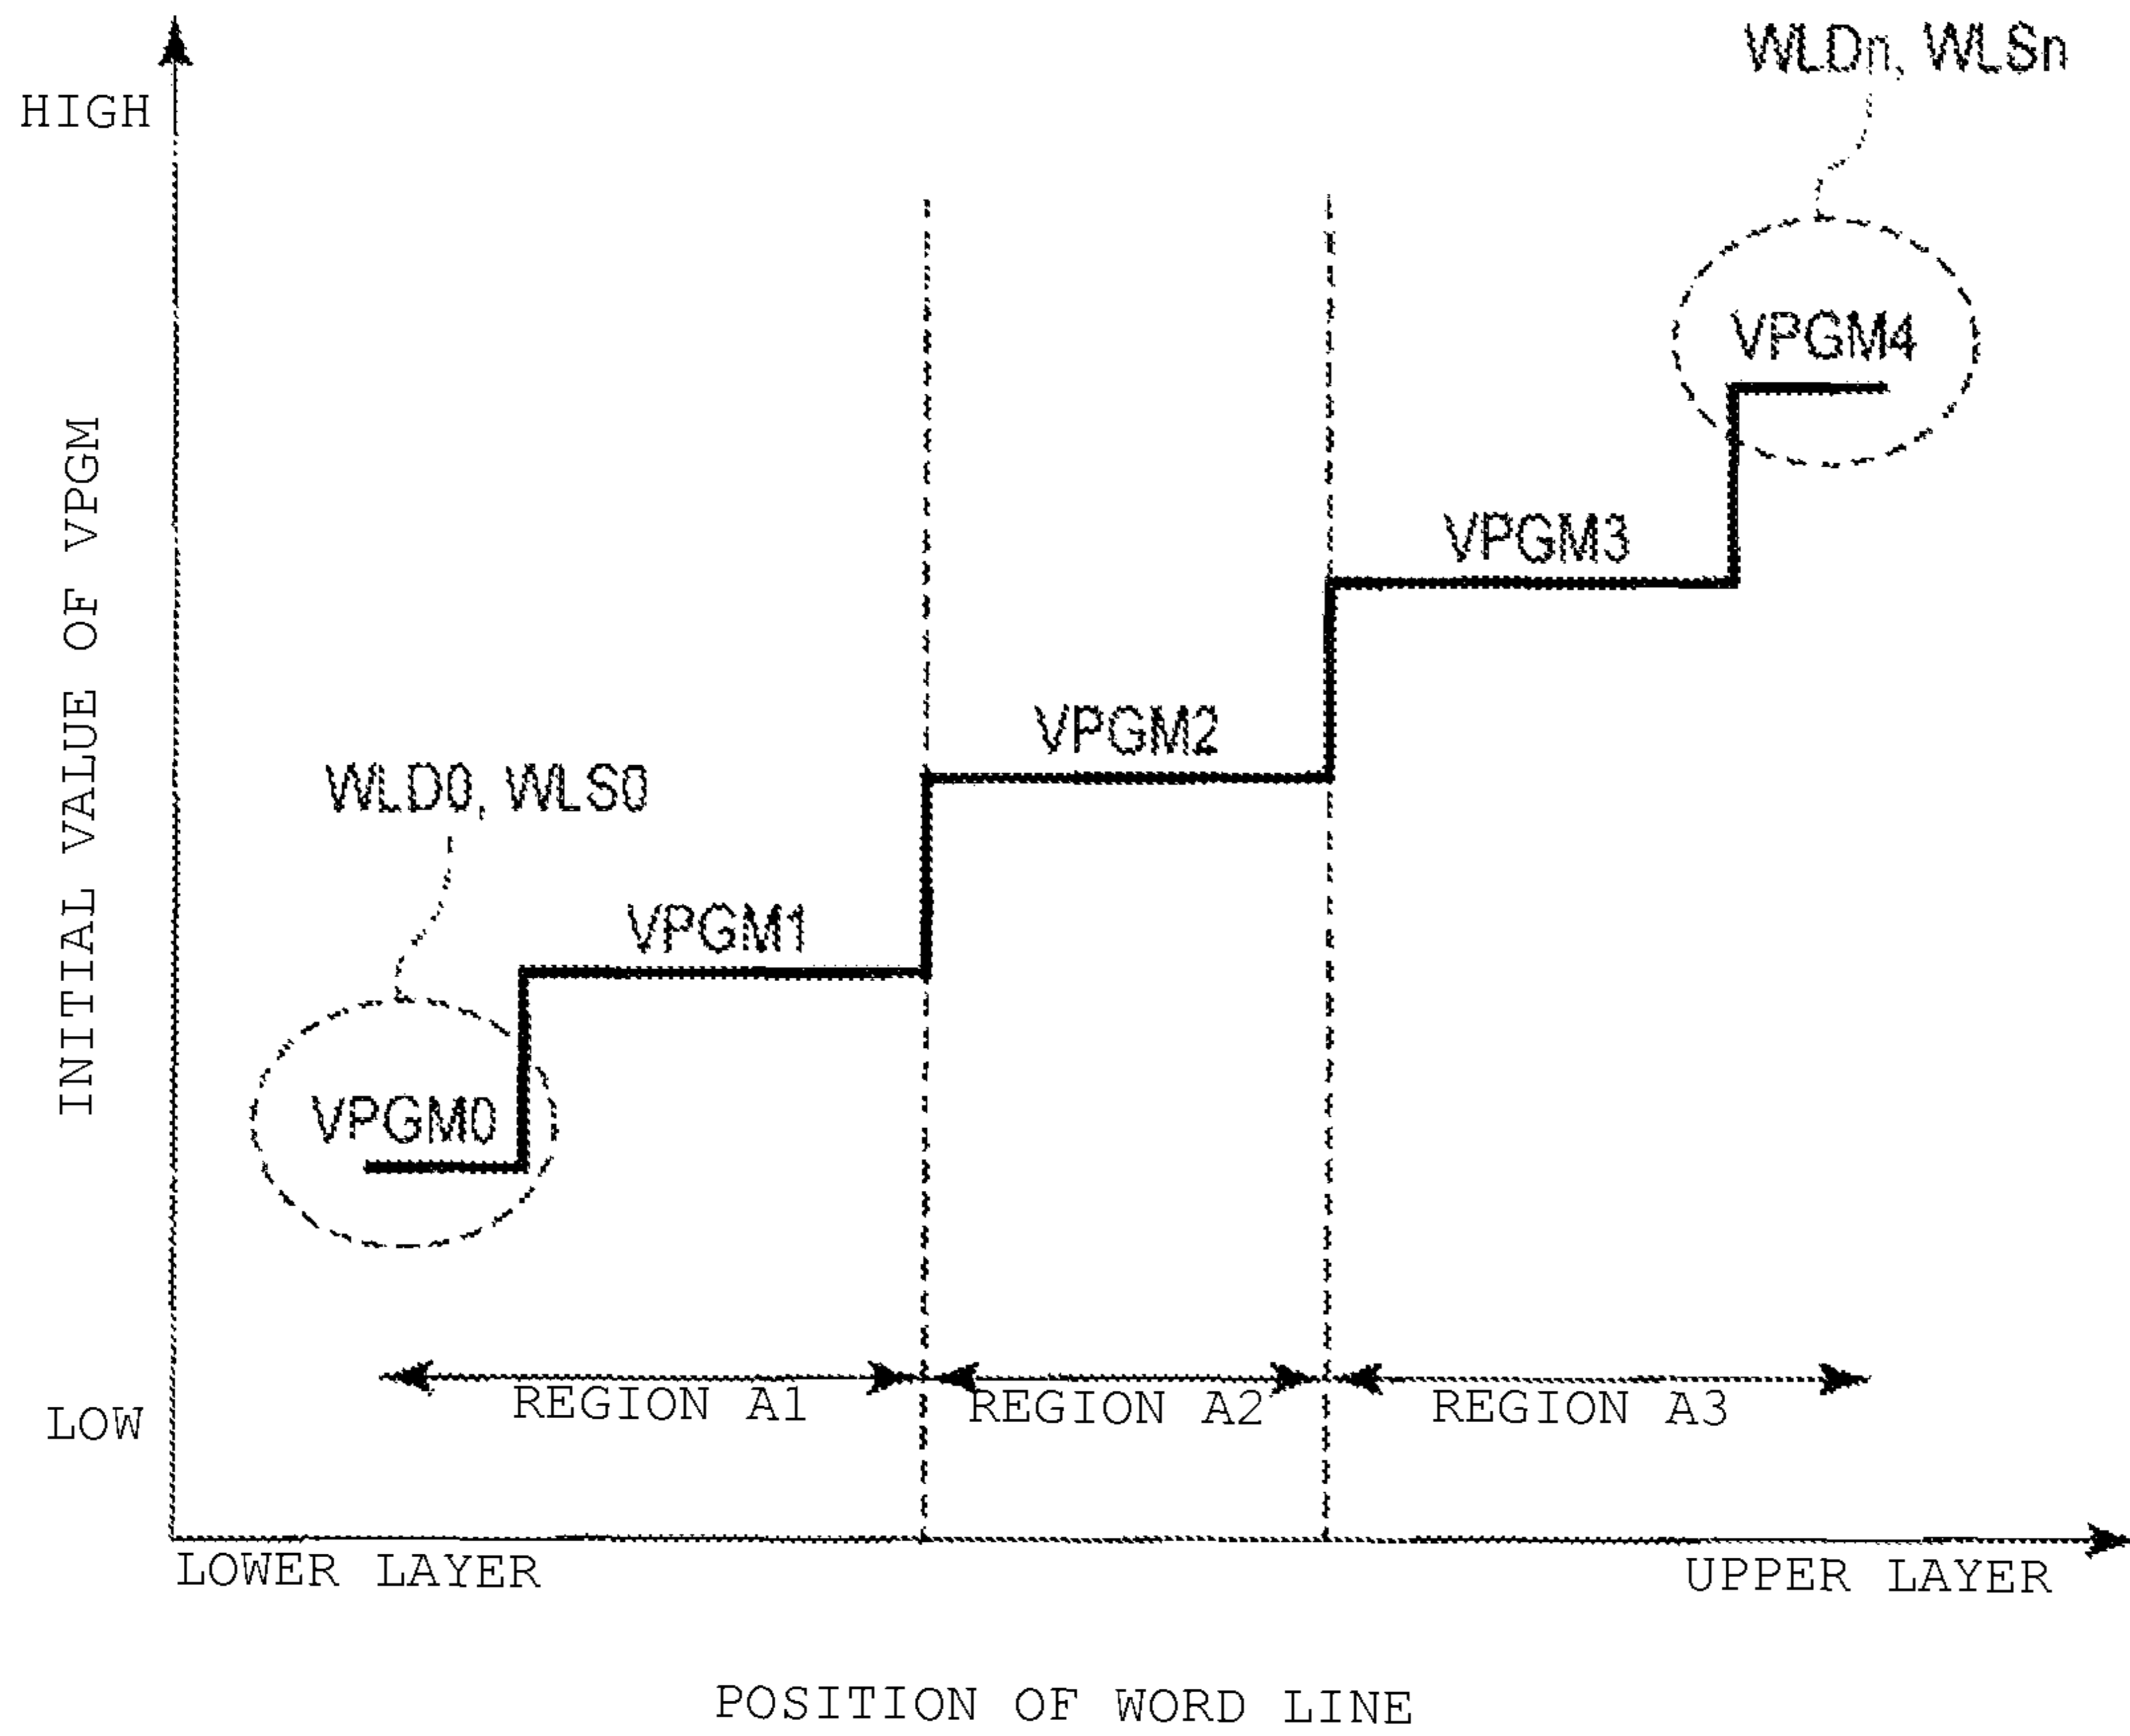 WLDn, WLSn
HIGH
VPGM4
INITIAL VALUE OF VPGM
VPGM3
VPGM2
WLD0, WLS0
VPGM1
VPGM0
REGION A1
REGION A2
REGION A3
LOW
LOWER LAYER
UPPER LAYER
POSITION OF WORD LINE